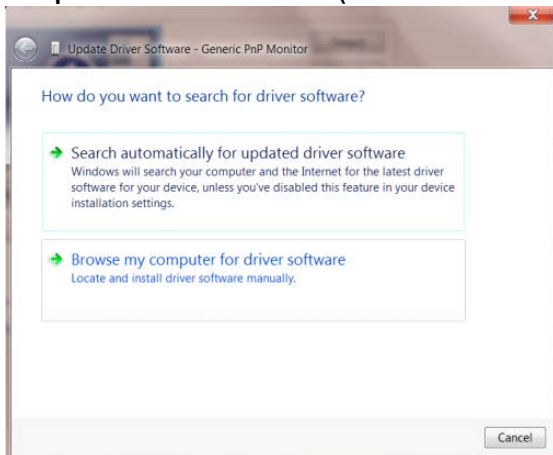 Update Driver Software - Generic PnP Monitor
How do you want to search for driver software?
Search automatically for updated driver software
Windows will search your computer and the Internet for the latest driver
software for your device, unless you've disabled this feature in your device
installation settings.
Browse my computer for driver software
Locate and install driver software manually.
Cancel